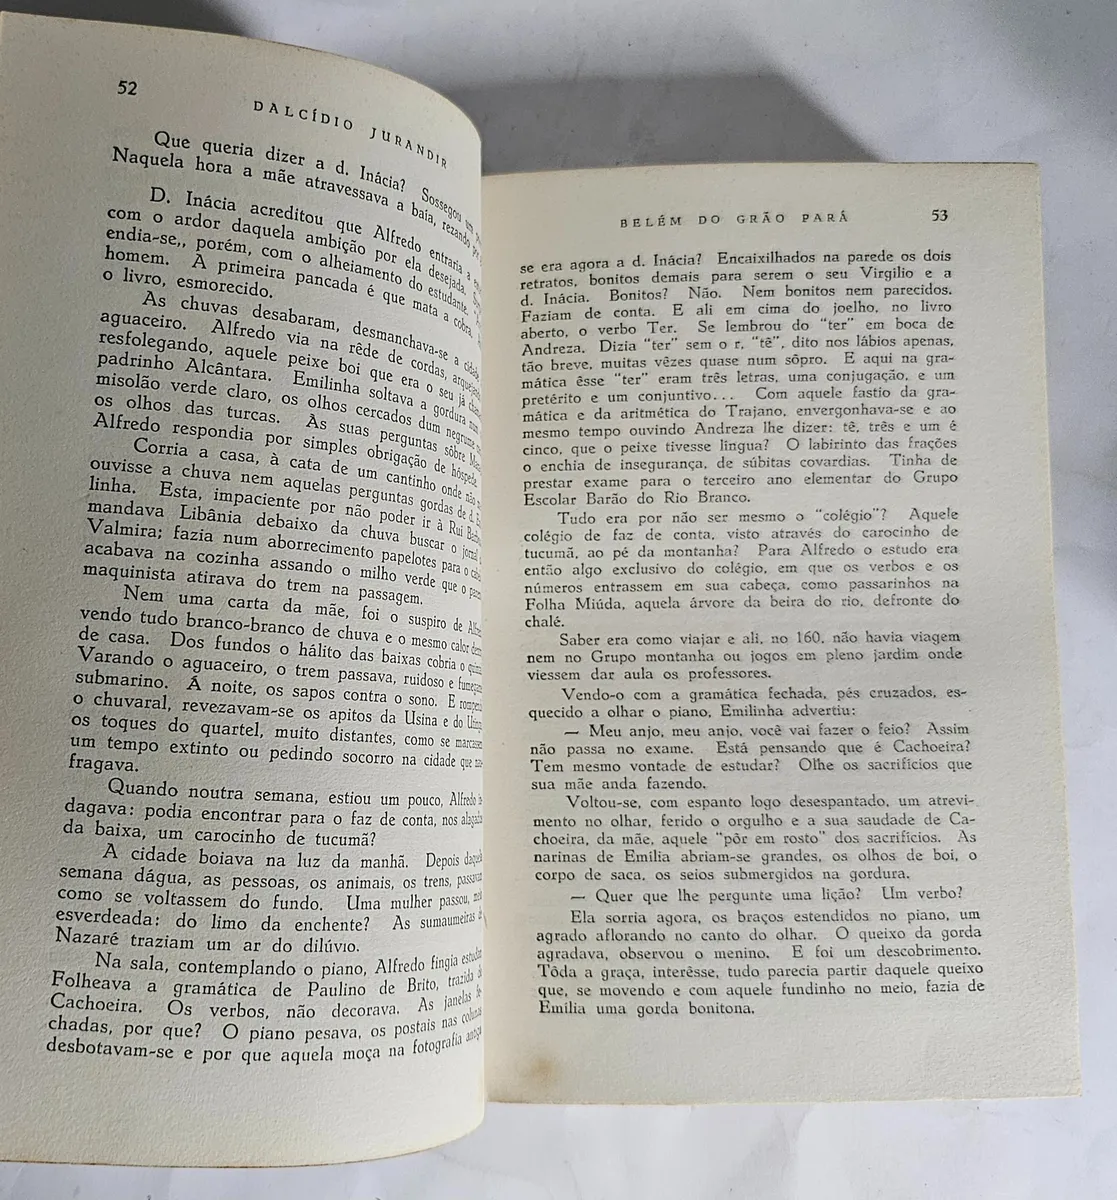 52
DALCÍDIO JURANDIR
Que queria dizer a d. Inácia? Sossegou um
Naquela hora a mãe atravessava a baía, rezando por
D. Inácia acreditou que Alfredo entraria a
com o ardor daquela ambição por ela desejada.
endia-se,, porém, com o alheiamento do estudante.
homem. A primeira pancada é que mata a cobra.
o livro, esmorecido.
As chuvas desabaram, desmanchava-se a cidade
aguaceiro. Alfredo via na rêde de cordas, arquejando
resfolegando, aquele peixe boi que era o seu já
padrinho Alcântara. Emilinha soltava a gordura num
misolão verde claro, os olhos cercados dum negrume
os olhos das turcas. As suas perguntas sôbre
Alfredo respondia por simples obrigação de hóspede.
Corria a casa, à cata de um cantinho onde não
ouvisse a chuva nem aquelas perguntas gordas de d.
linha. Esta, impaciente por não poder ir à Rui
mandava Libânia debaixo da chuva buscar o jornal
Valmira; fazia num aborrecimento papelotes para o
acabava na cozinha assando o milho verde que o
maquinista atirava do trem na passagem.
Nem uma carta da mãe, foi o suspiro de
vendo tudo branco-branco de chuva e o mesmo calor
de casa. Dos fundos o hálito das baixas cobria o
Varando o aguaceiro, o trem passava, ruidoso e
submarino. À noite, os sapos contra o sono. E
o chuvaral, revezavam-se os apitos da Usina e do
os toques do quartel, muito distantes, como se marcassem
um tempo extinto ou pedindo socorro na cidade que
fragava.
Quando noutra semana, estiou um pouco, Alfredo
dagava: podia encontrar para o faz de conta, nos
da baixa, um carocinho de tucumã?
A cidade boiava na luz da manhã. Depois
semana dágua, as pessoas, os animais, os trens, passavam
como se voltassem do fundo. Uma mulher passou,
esverdeada: do limo da enchente? As sumaumeiras
Nazaré traziam um ar do dilúvio.
Na sala, contemplando o piano, Alfredo fingia
Folheava a gramática de Paulino de Brito, trazida
Cachoeira. Os verbos, não decorava. As janelas
chadas, por que? O piano pesava, os postais nas
desbotavam-se e por que aquela moça na fotografia
BELÉM DO GRÃO PARÁ
53
se era agora a d. Inácia? Encaixilhados na parede os dois
retratos, bonitos demais para serem o seu Virgilio e a
d. Inácia. Bonitos? Não. Nem bonitos nem parecidos.
Faziam de conta. E ali em cima do joelho, no livro
aberto, o verbo Ter. Se lembrou do "ter" em boca de
Andreza. Dizia "ter" sem o r, "tê", dito nos lábios apenas,
tão breve, muitas vêzes quase num sôpro. E aqui na gra-
mática êsse "ter" eram três letras, uma conjugação, e um
pretérito e um conjuntivo... Com aquele fastio da gra-
mática e da aritmética do Trajano, envergonhava-se e ao
mesmo tempo ouvindo Andreza lhe dizer: tê, três e um é
cinco, que o peixe tivesse lingua? O labirinto das frações
o enchia de insegurança, de súbitas covardias. Tinha de
prestar exame para o terceiro ano elementar do Grupo
Escolar Barão do Rio Branco.
Tudo era por não ser mesmo o "colégio"? Aquele
colégio de faz de conta, visto através do carocinho de
tucumã, ao pé da montanha? Para Alfredo o estudo era
então algo exclusivo do colégio, em que os verbos e os
números entrassem em sua cabeça, como passarinhos na
Folha Miúda, aquela árvore da beira do rio, defronte do
chalé.
Saber era como viajar e ali, no 160, não havia viagem
nem no Grupo montanha ou jogos em pleno jardim onde
viessem dar aula os professores.
Vendo-o com a gramática fechada, pés cruzados, es-
quecido a olhar o piano, Emilinha advertiu:
— Meu anjo, meu anjo, você vai fazer o feio? Assim
não passa no exame. Está pensando que é Cachoeira?
Tem mesmo vontade de estudar? Olhe os sacrifícios que
sua mãe anda fazendo.
Voltou-se, com espanto logo desespantado, um atrevi-
mento no olhar, ferido o orgulho e a sua saudade de Ca-
choeira, da mãe, aquele "pôr em rosto" dos sacrifícios. As
narinas de Emília abriam-se grandes, os olhos de boi, o
corpo de saca, os seios submergidos na gordura.
— Quer que lhe pergunte uma lição? Um verbo?
Ela sorria agora, os braços estendidos no piano, um
agrado aflorando no canto do olhar. O queixo da gorda
agradava, observou o menino. E foi um descobrimento.
Tôda a graça, interêsse, tudo parecia partir daquele queixo
que, se movendo e com aquele fundinho no meio, fazia de
Emília uma gorda bonitona.